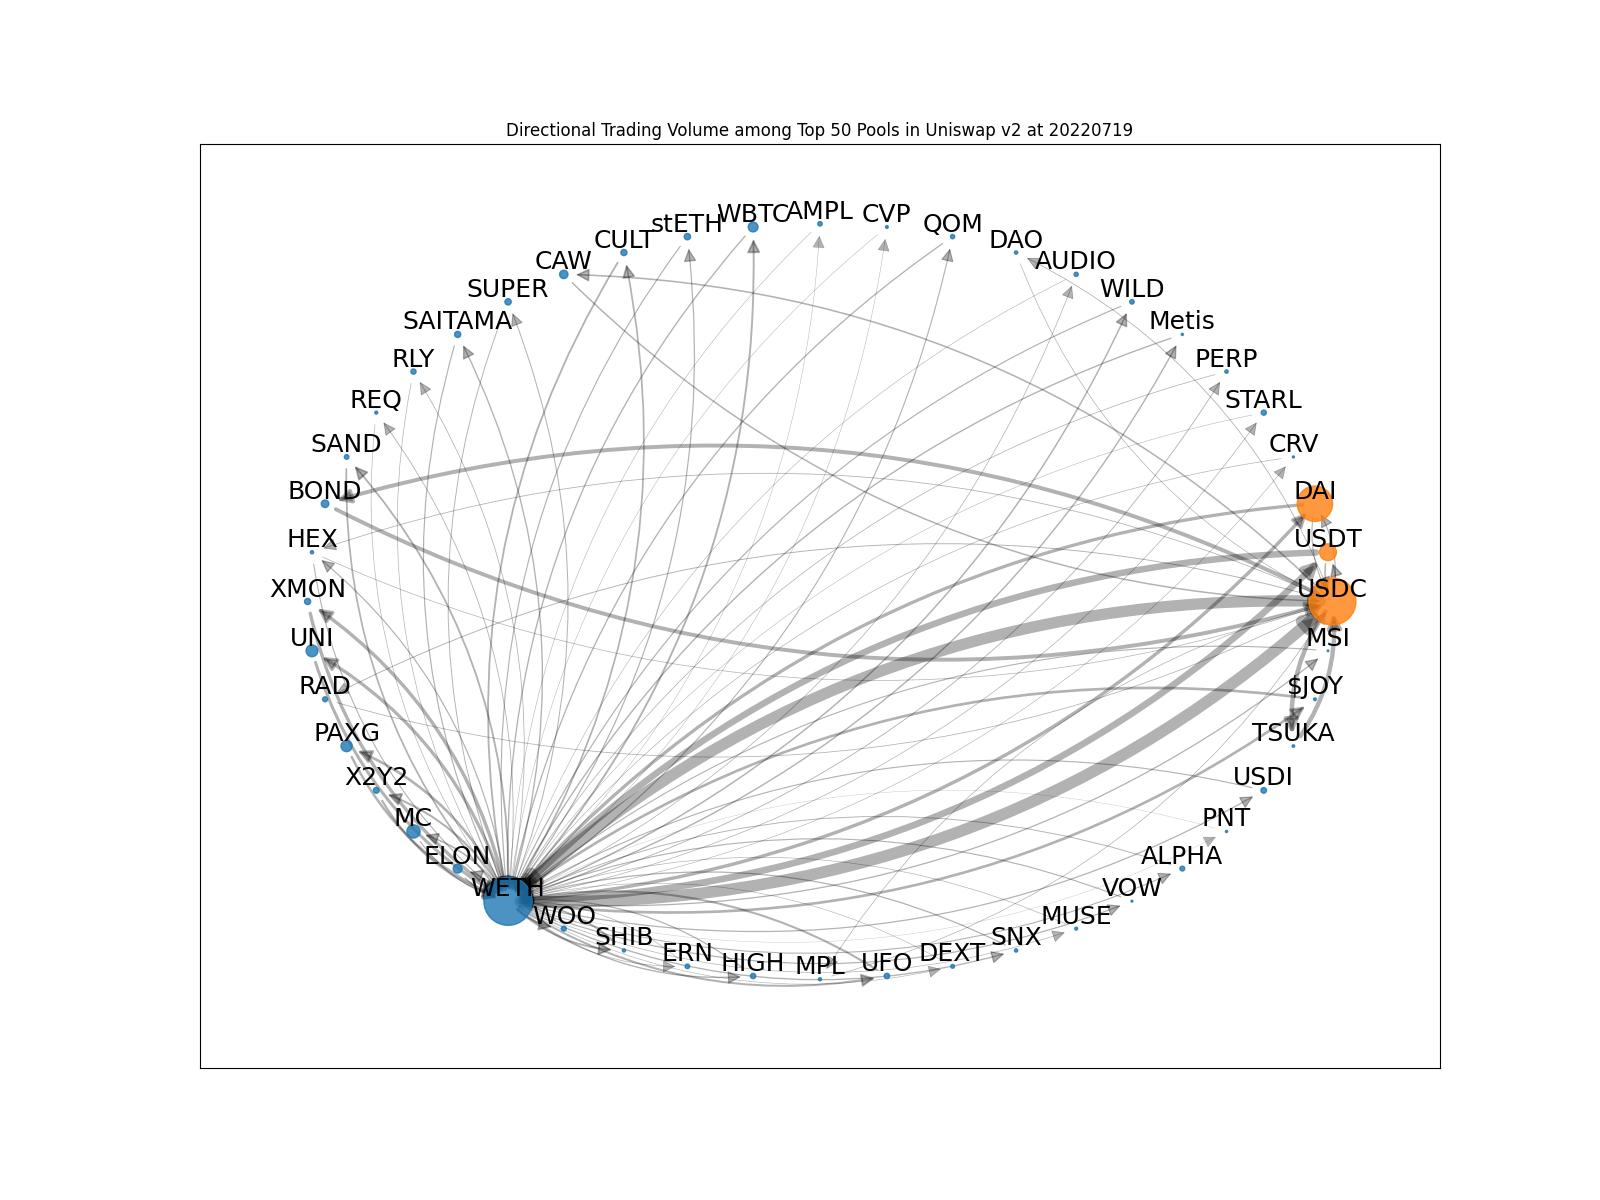 Directional Trading Volume among Top 50 Pools in Uniswap v2 at 20220719
WBTC
AMPL
CVP
stETH
QOM
CULT
DAO
CAW
AUDIO
SUPER
WILD
SAITAMA
Metis
RLY
PERP
REQ
STARL
SAND
CRV
BOND
DAI
HEX
USDT
XMON
USDC
UNI
MSI
RAD
$JOY
PAXG
TSUKA
X2Y2
USDI
MC
PNT
ELON
ALPHA
WETH
VOW
WOO
MUSE
SHIB
SNX
ERN
DEXT
HIGH
MPL
UFO